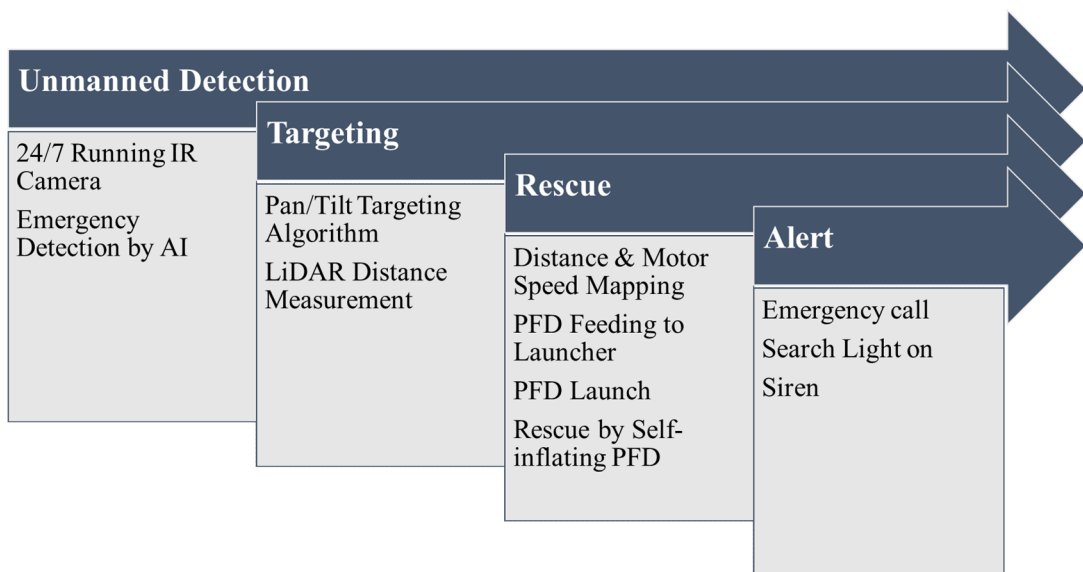 Unmanned Detection
24/7 Running IR
Camera
Emergency
Detection by AI
Targeting
Pan/Tilt Targeting
Algorithm
LiDAR Distance
Measurement
Rescue
Distance & Motor
Speed Mapping
PFD Feeding to
Launcher
PFD Launch
Rescue by Self-
inflating PFD
Alert
Emergency call
Search Light on
Siren